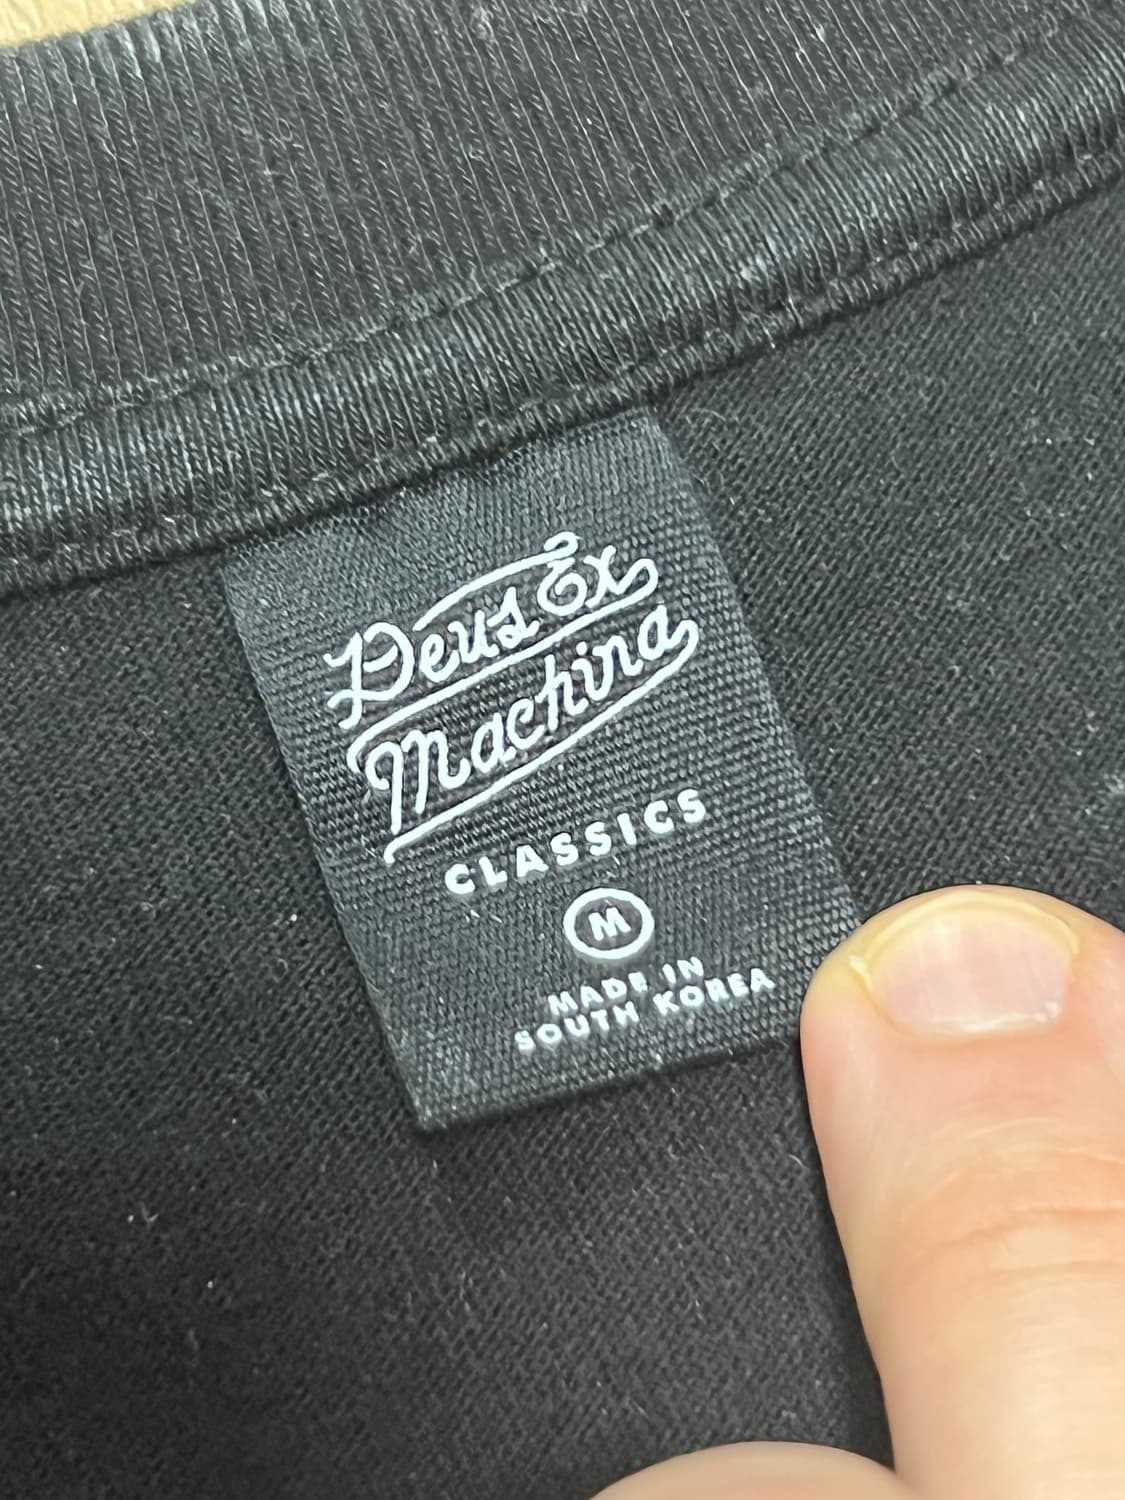 Deus Ex
Machina
CLASSICS
M
MADE IN
SOUTH KOREA